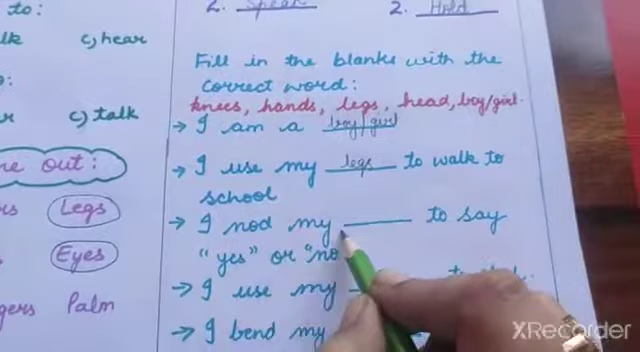 to:
2. Speak
2. Hold
lk c) hear
Fill in the blanks with the
correct word:
knees, hands, legs, head, boy/girl.
c) talk
→ I am a boy/girl
→ I use my legs to walk to
school
→ I nod my ______ to say
"yes" or "no
→ I use my
→ I bend my
out:
Legs
Eyes
gers Palm
XRecorder